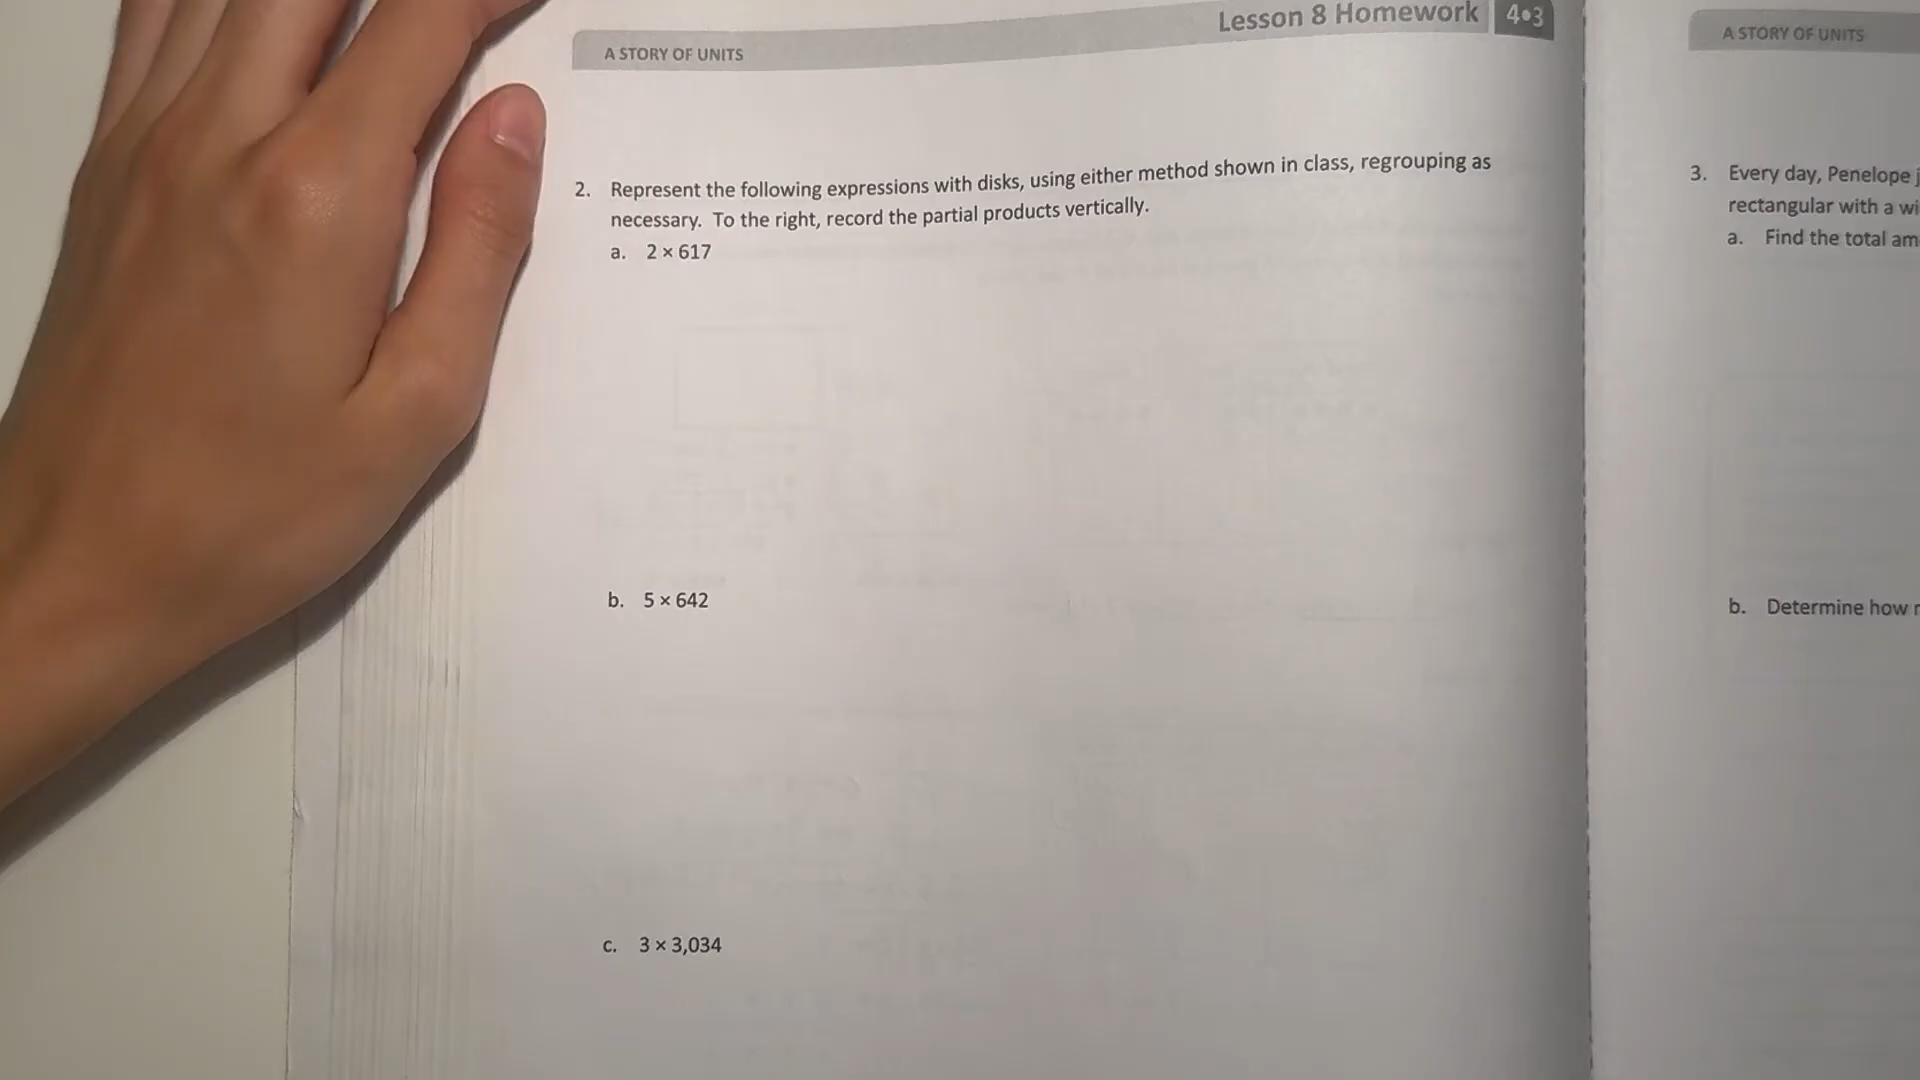 Lesson 8 Homework 4•3
A STORY OF UNITS
2. Represent the following expressions with disks, using either method shown in class, regrouping as
necessary. To the right, record the partial products vertically.
a. 2 × 617
b. 5 × 642
c. 3 × 3,034
A STORY OF UNITS
3. Every day, Penelope
rectangular with a
a. Find the total
b. Determine how